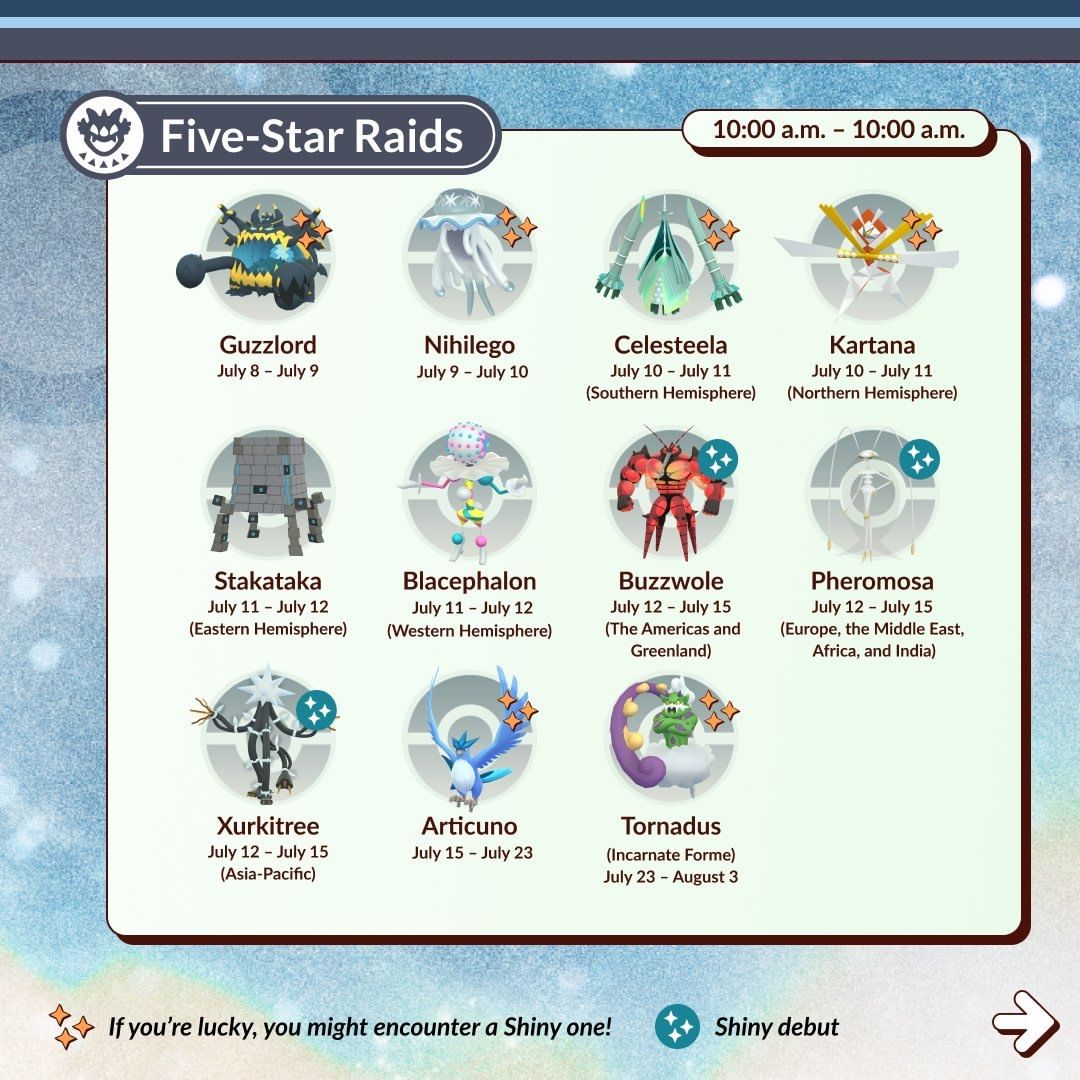 Five-Star Raids
10:00 a.m. – 10:00 a.m.
Guzzlord
July 8 – July 9
Nihilego
July 9 – July 10
Celesteela
July 10 – July 11
(Southern Hemisphere)
Kartana
July 10 – July 11
(Northern Hemisphere)
Stakataka
July 11 – July 12
(Eastern Hemisphere)
Blacephalon
July 11 – July 12
(Western Hemisphere)
Buzzwole
July 12 – July 15
(The Americas and
Greenland)
Pheromosa
July 12 – July 15
(Europe, the Middle East,
Africa, and India)
Xurkitree
July 12 – July 15
(Asia-Pacific)
Articuno
July 15 – July 23
Tornadus
(Incarnate Forme)
July 23 – August 3
If you're lucky, you might encounter a Shiny one!
Shiny debut